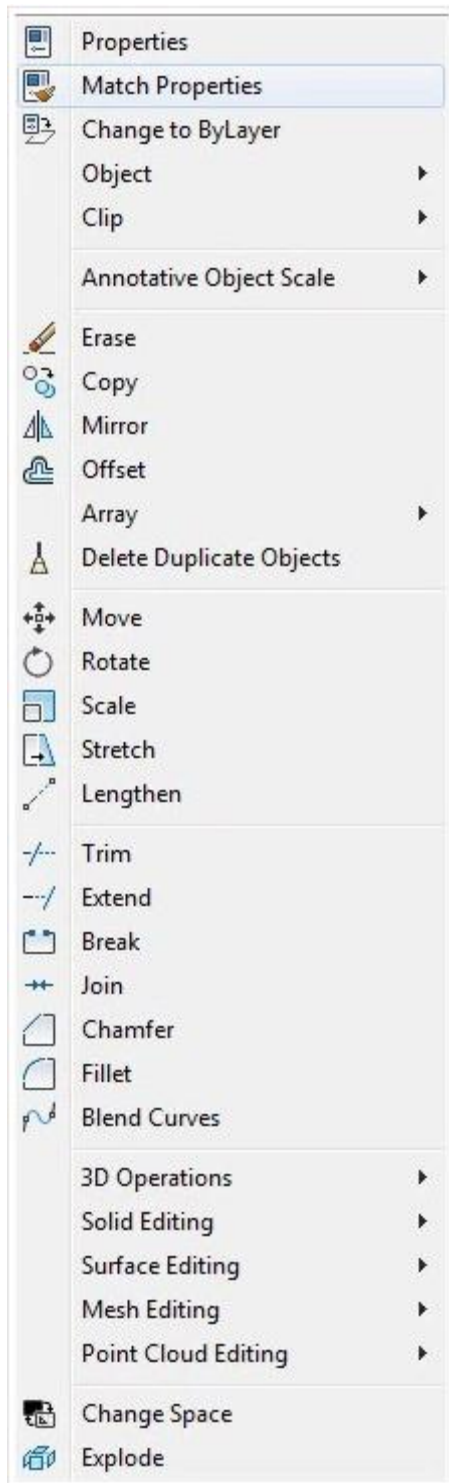 Properties
Match Properties
Change to ByLayer
Object
Clip
Annotative Object Scale
Erase
Copy
Mirror
Offset
Array
Delete Duplicate Objects
Move
Rotate
Scale
Stretch
Lengthen
Trim
Extend
Break
Join
Chamfer
Fillet
Blend Curves
3D Operations
Solid Editing
Surface Editing
Mesh Editing
Point Cloud Editing
Change Space
Explode